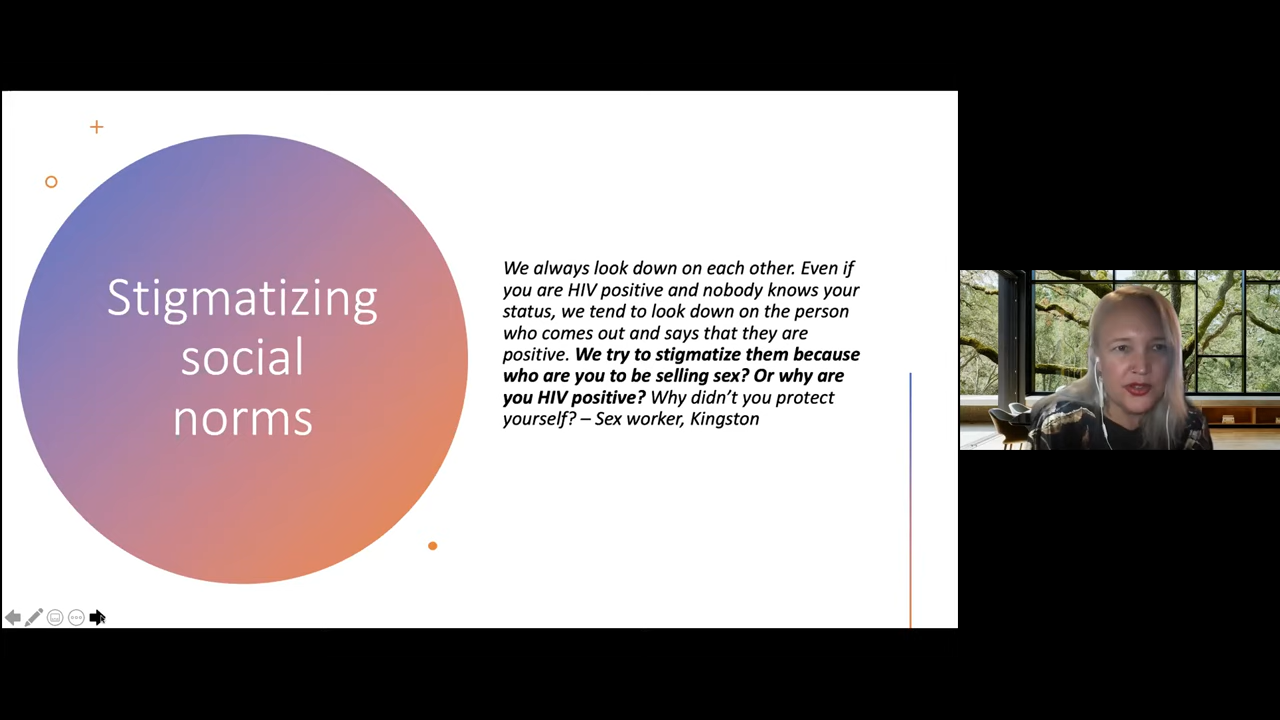 Stigmatizing
social
norms
We always look down on each other. Even if
you are HIV positive and nobody knows your
status, we tend to look down on the person
who comes out and says that they are
positive. We try to stigmatize them because
who are you to be selling sex? Or why are
you HIV positive? Why didn’t you protect
yourself? – Sex worker, Kingston